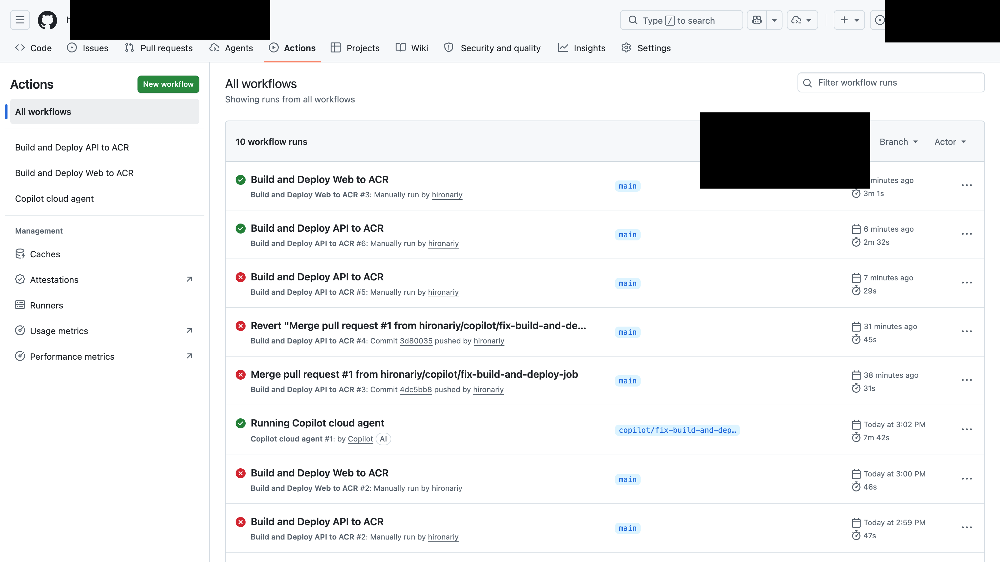 h
Type / to search
Code
Issues
Pull requests
Agents
Actions
Projects
Wiki
Security and quality
Insights
Settings
Actions
New workflow
All workflows
Build and Deploy API to ACR
Build and Deploy Web to ACR
Copilot cloud agent
Management
Caches
Attestations
Runners
Usage metrics
Performance metrics
All workflows
Showing runs from all workflows
Filter workflow runs
10 workflow runs
Branch
Actor
Build and Deploy Web to ACR
Build and Deploy Web to ACR #3: Manually run by hironariy
main
minutes ago
3m 1s
Build and Deploy API to ACR
Build and Deploy API to ACR #6: Manually run by hironariy
main
6 minutes ago
2m 32s
Build and Deploy API to ACR
Build and Deploy API to ACR #5: Manually run by hironariy
main
7 minutes ago
29s
Revert "Merge pull request #1 from hironariy/copilot/fix-build-and-de...
Build and Deploy API to ACR #4: Commit 3d80035 pushed by hironariy
main
31 minutes ago
45s
Merge pull request #1 from hironariy/copilot/fix-build-and-deploy-job
Build and Deploy API to ACR #3: Commit 4dc5bb8 pushed by hironariy
main
38 minutes ago
31s
Running Copilot cloud agent
Copilot cloud agent #1: by Copilot AI
copilot/fix-build-and-dep...
Today at 3:02 PM
7m 42s
Build and Deploy Web to ACR
Build and Deploy Web to ACR #2: Manually run by hironariy
main
Today at 3:00 PM
46s
Build and Deploy API to ACR
Build and Deploy API to ACR #2: Manually run by hironariy
main
Today at 2:59 PM
47s